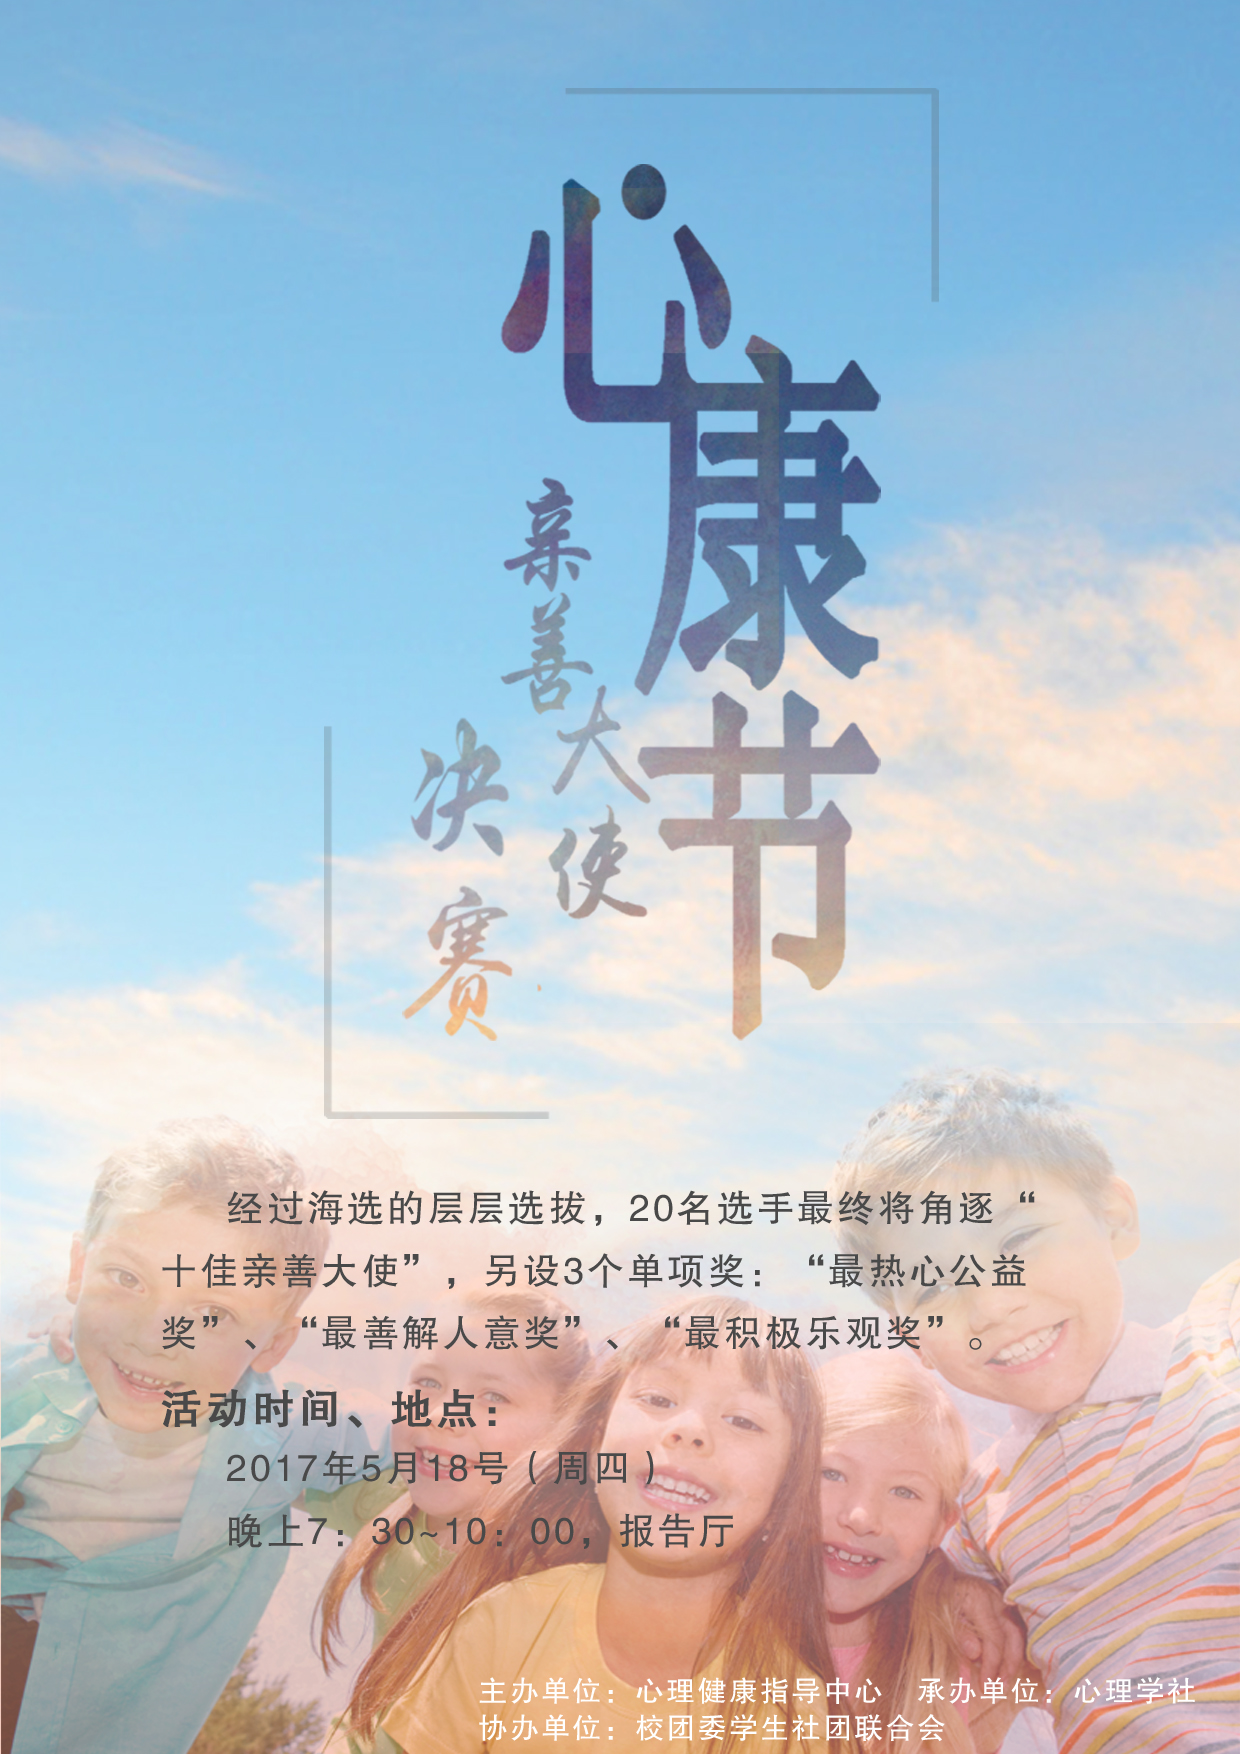 心康节
亲善大使
决赛
经过海选的层层选拔，20名选手最终将角逐“
十佳亲善大使”，另设3个单项奖：“最热心公益
奖”、“最善解人意奖”、“最积极乐观奖”。
活动时间、地点：
2017年5月18号（周四）
晚上7：30~10：00，报告厅
主办单位：心理健康指导中心　承办单位：心理学社
协办单位：校团委学生社团联合会